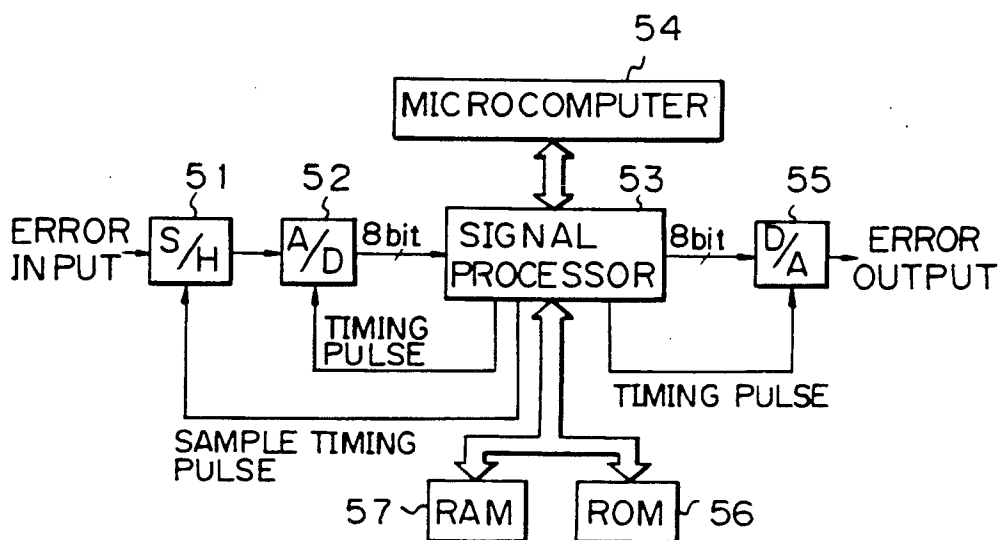 54
MICROCOMPUTER
51
52
53
55
ERROR
INPUT
S/H
A/D
8bit
SIGNAL
PROCESSOR
8bit
D/A
ERROR
OUTPUT
TIMING
PULSE
TIMING PULSE
SAMPLE TIMING
PULSE
57
RAM
ROM
56